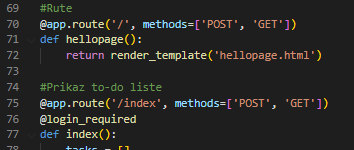 69 #Rute
70 @app.route('/', methods=['POST', 'GET'])
71 def hellopage():
72 return render_template('hellopage.html')
73
74 #Prikaz to-do liste
75 @app.route('/index', methods=['POST', 'GET'])
76 @login_required
77 def index():
78 tasks = []